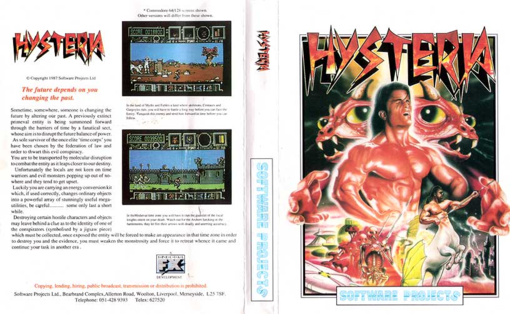 * Commodore 64/128 screens shown.
Other versions will differ from those shown.
HYSTERIA
© Copyright 1987 Software Projects Ltd
The future depends on you
changing the past.
Sometime, somewhere, someone is changing the
future by altering our past. A previously extinct
primeval entity is being summoned forward
through the barriers of time by a fanatical sect,
whose aim is to disrupt the future balance of power.
As sole survivor of the once elite 'time corps' you
have been chosen by the federation of law and
order to thwart this evil conspiracy.
You are to be transported by molecular disruption
to combat the entity as it leaps closer to our destiny.
Unfortunately the locals are not keen on time
warriors and evil monsters popping up out of no-
where and they tend to get upset.
Luckily you are carrying an energy conversion kit
which, if used correctly, changes ordinary objects
into a powerful array of stunningly useful mega-
utilities, be careful.......... some only last a short
while.
Destroying certain hostile characters and objects
may leave behind a clue as to the identity of one of
the conspirators (symbolised by a jigsaw piece)
which must be collected, once exposed the entity will be forced to make an appearance in that time zone in order
to destroy you and the evidence, you must weaken the monstrosity and force it to retreat whence it came and
continue your task in another era.
Copying, lending, hiring, public broadcast, transmission or distribution is prohibited.
Software Projects Ltd., Bearbrand Complex, Allerton Road, Woolton, Liverpool, Merseyside. L25 7SF.
Telephone: 051-428 9393 Telex: 627520
HYSTERIA
SOFTWARE PROJECTS
HYSTERIA
SOFTWARE PROJECTS